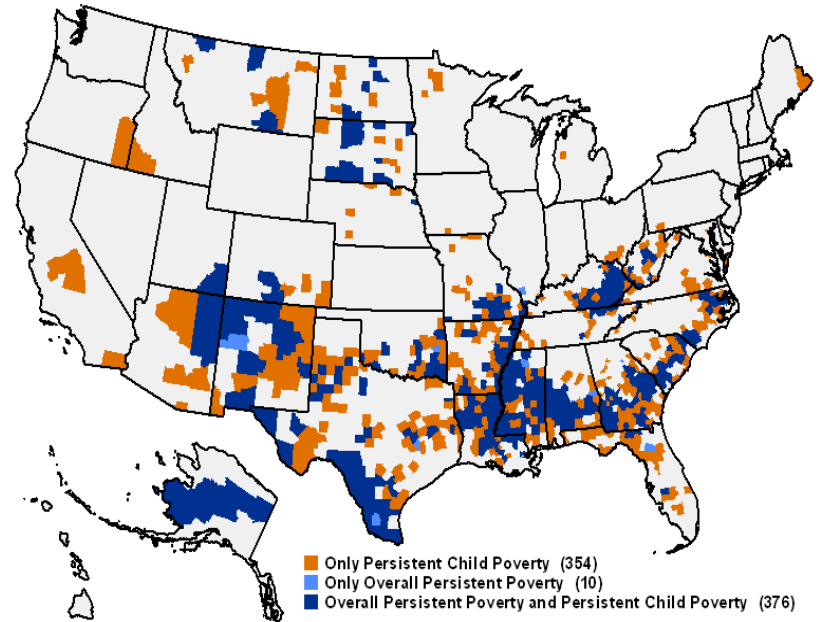 Only Persistent Child Poverty (354)
Only Overall Persistent Poverty (10)
Overall Persistent Poverty and Persistent Child Poverty (376)